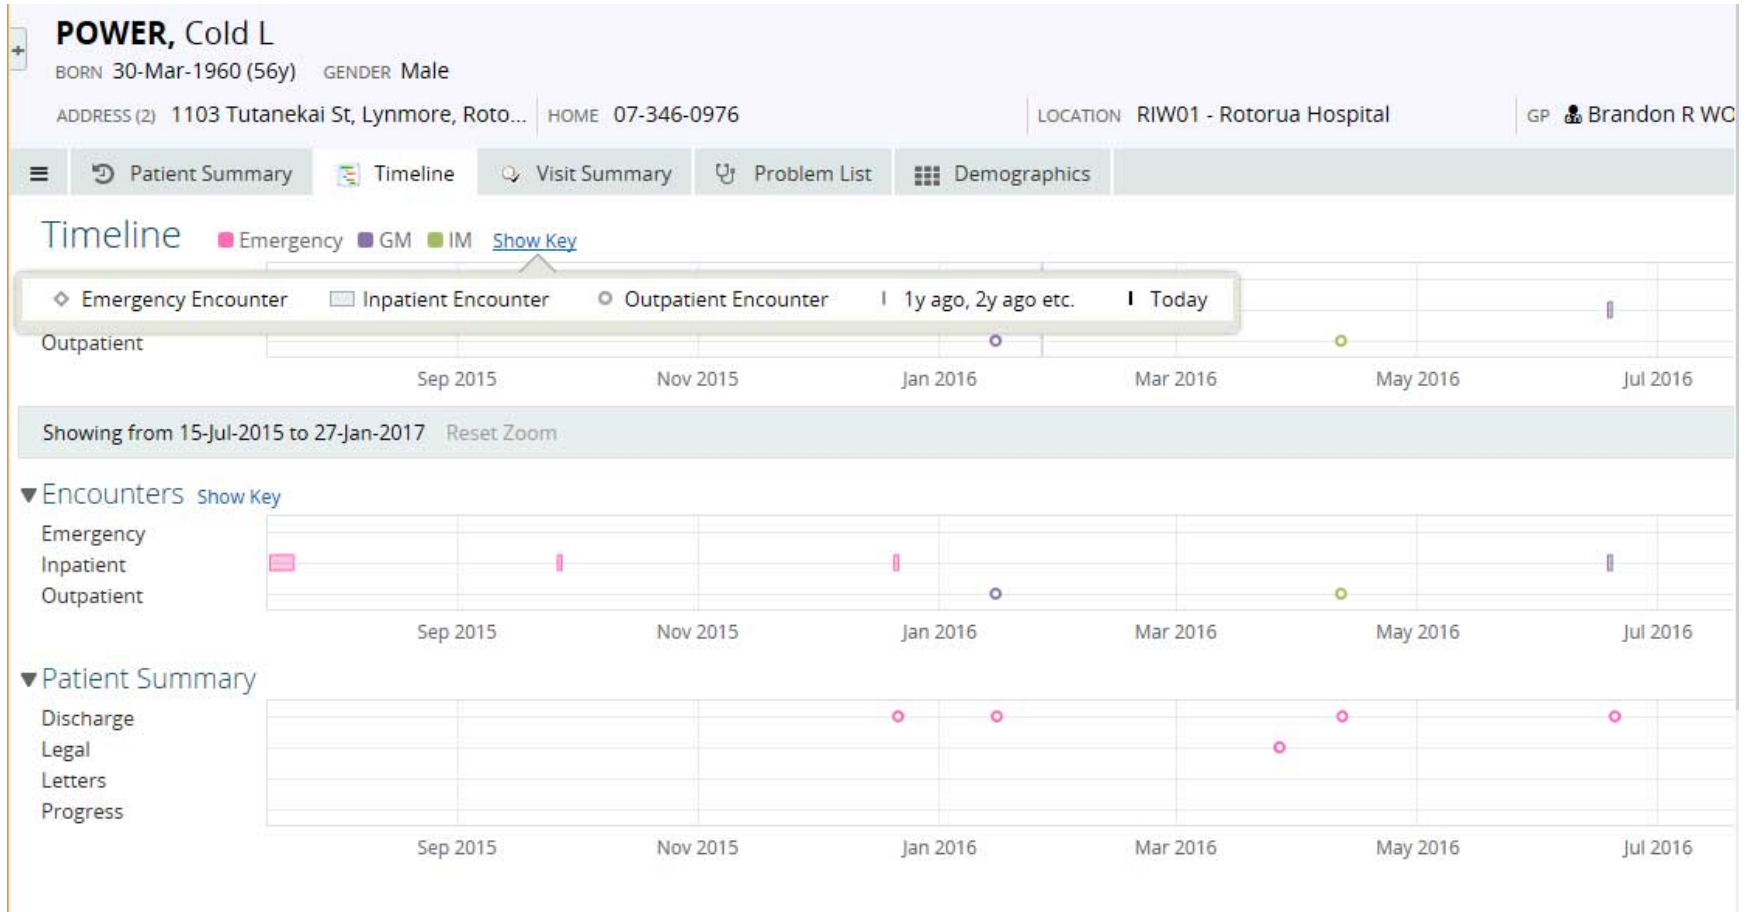 POWER, Cold L
BORN 30-Mar-1960 (56y) GENDER Male
ADDRESS (2) 1103 Tutanekai St, Lynmore, Roto... HOME 07-346-0976 LOCATION RIW01 - Rotorua Hospital GP Brandon R WO
Patient Summary Timeline Visit Summary Problem List Demographics
Timeline Emergency GM IM Show Key
Emergency Encounter Inpatient Encounter Outpatient Encounter 1y ago, 2y ago etc. Today
Outpatient
Sep 2015 Nov 2015 Jan 2016 Mar 2016 May 2016 Jul 2016
Showing from 15-Jul-2015 to 27-Jan-2017 Reset Zoom
Encounters Show Key
Emergency
Inpatient
Outpatient
Sep 2015 Nov 2015 Jan 2016 Mar 2016 May 2016 Jul 2016
Patient Summary
Discharge
Legal
Letters
Progress
Sep 2015 Nov 2015 Jan 2016 Mar 2016 May 2016 Jul 2016